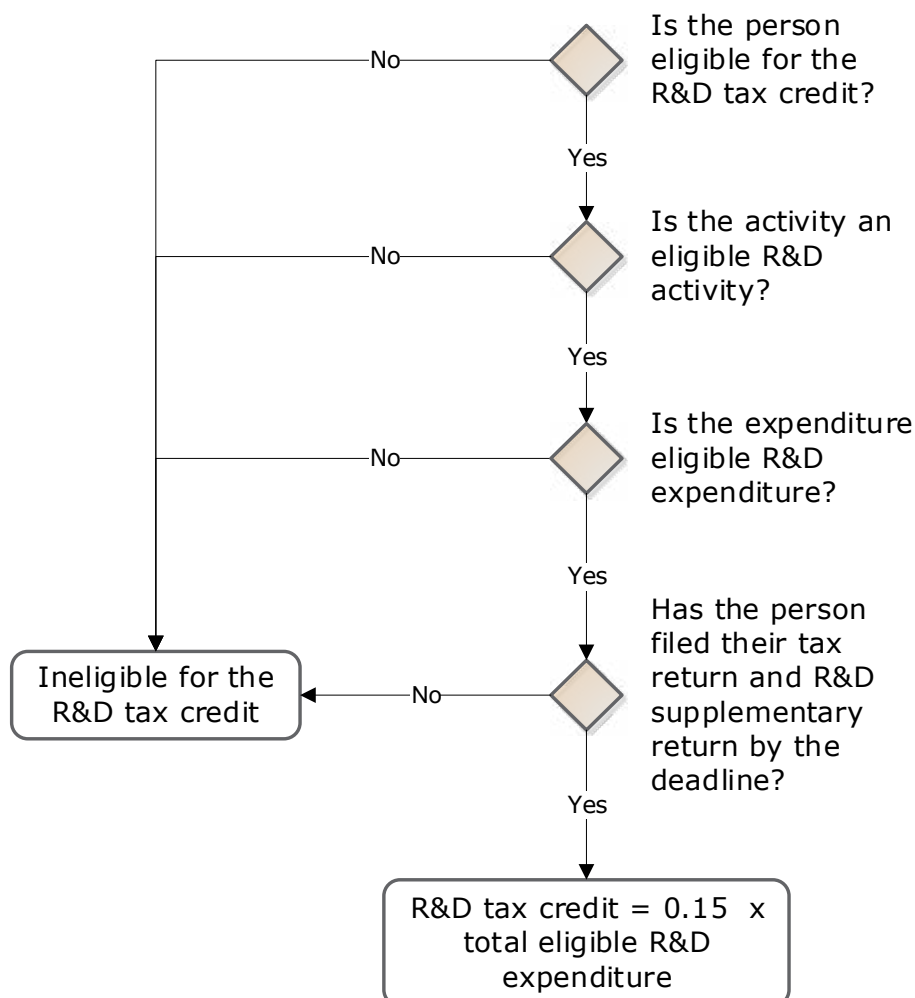 Is the person
eligible for the
R&D tax credit?
No
Yes
Is the activity an
eligible R&D
activity?
No
Yes
Is the expenditure
eligible R&D
expenditure?
No
Yes
Has the person
filed their tax
return and R&D
supplementary
return by the
deadline?
Ineligible for the
R&D tax credit
No
Yes
R&D tax credit = 0.15 x
total eligible R&D
expenditure